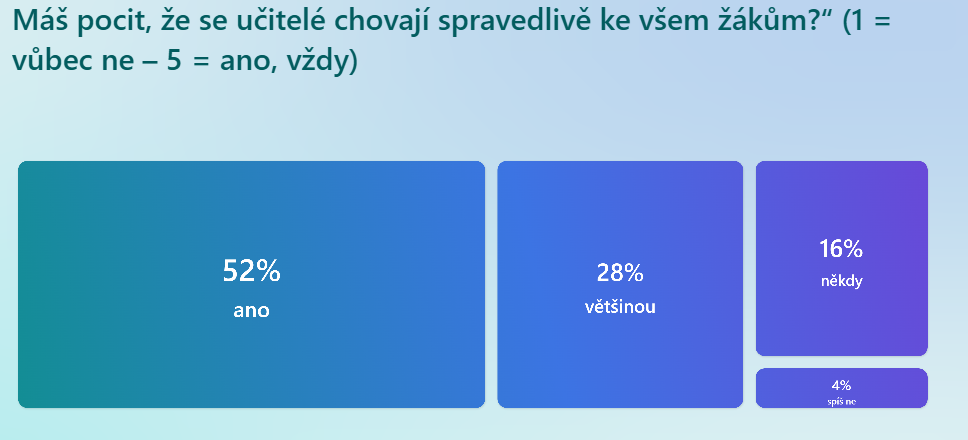 Máš pocit, že se učitelé chovají spravedlivě ke všem žákům?“ (1 =
vůbec ne – 5 = ano, vždy)
52%
ano
28%
většinou
16%
někdy
4%
spíš ne